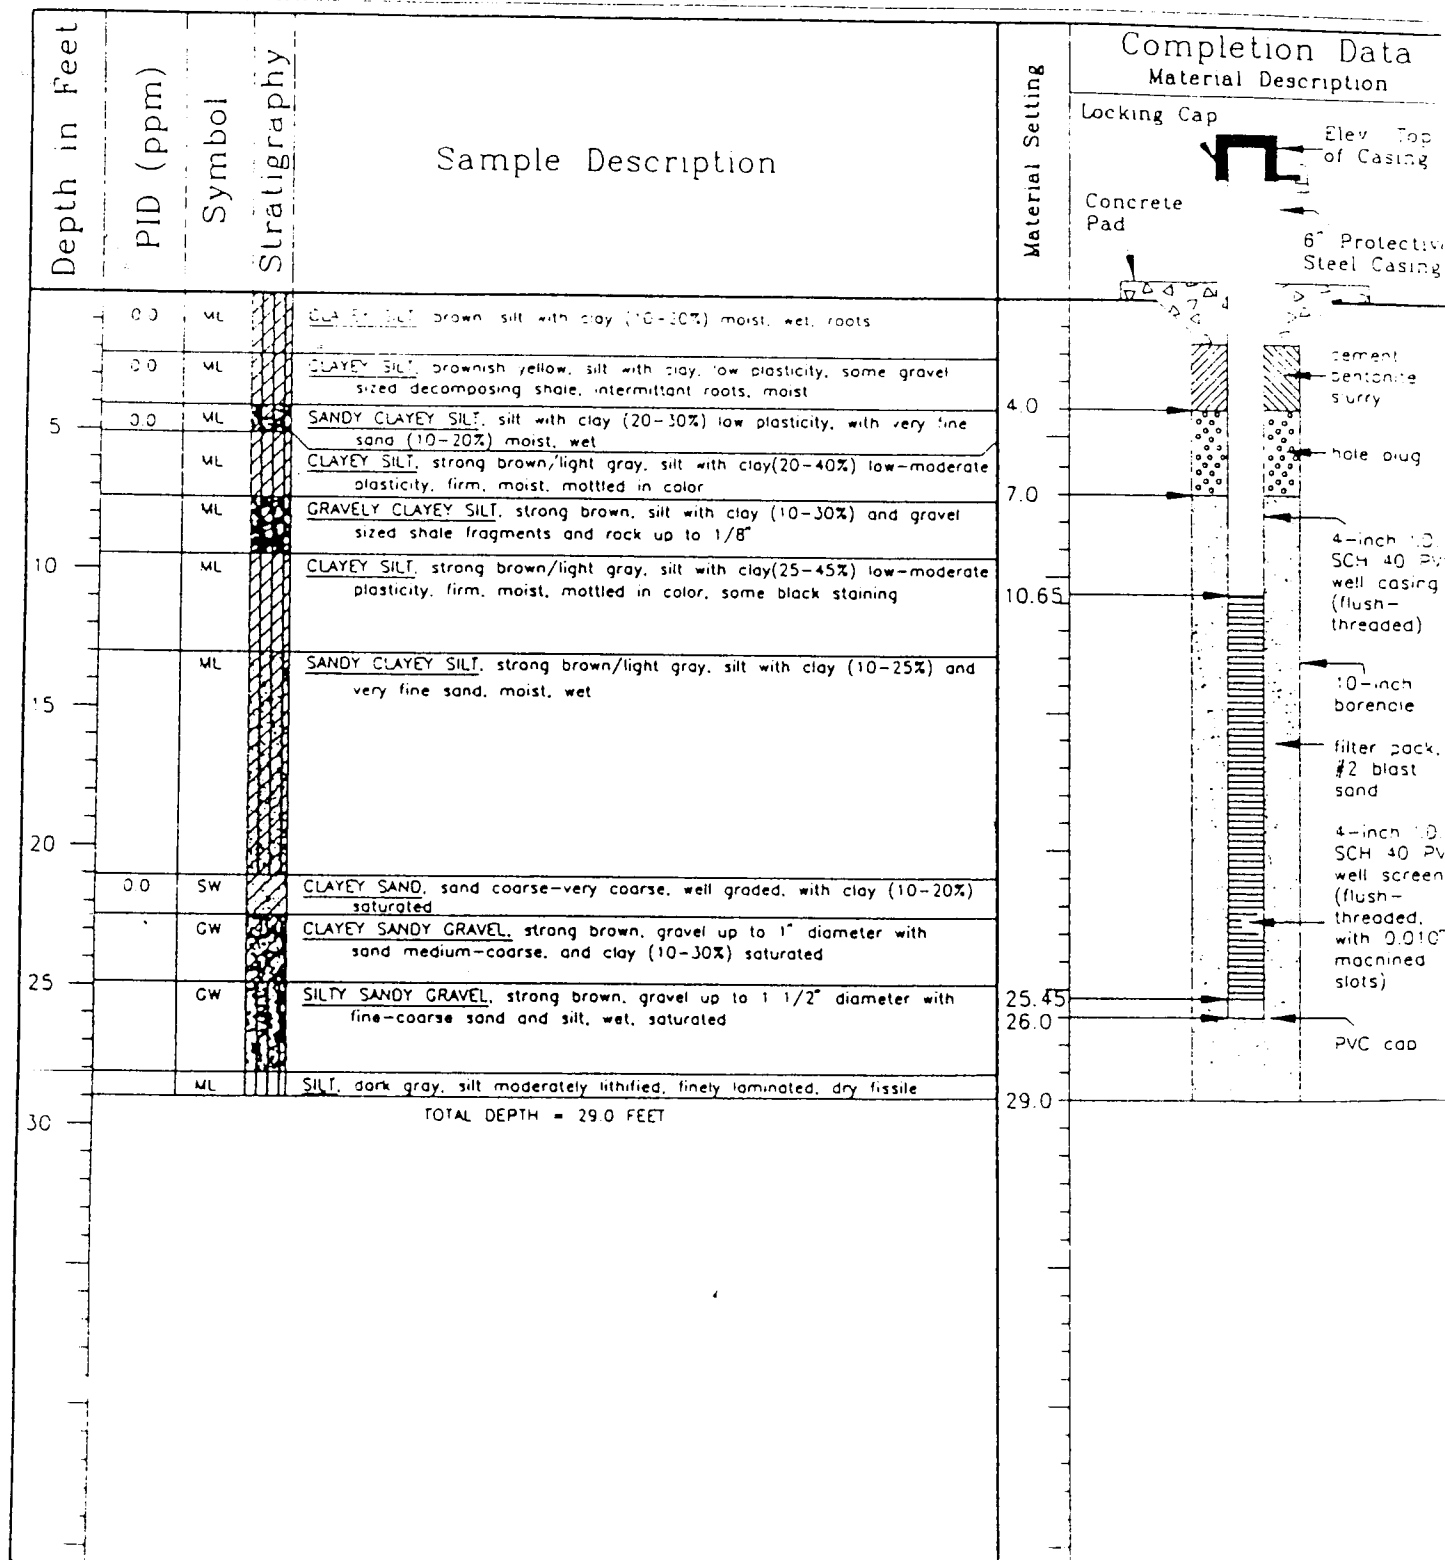 Depth in Feet
PID (ppm)
Symbol
Stratigraphy
Sample Description
Material Setting
Completion Data
Material Description
Locking Cap
Elev. Top
of Casing
Concrete
Pad
6" Protective
Steel Casing
0.0 ML CLAYEY SILT, brown, silt with clay (10-30%) moist, wet, roots
0.0 ML CLAYEY SILT, brownish yellow, silt with clay, low plasticity, some gravel
sized decomposing shale, intermittant roots, moist
0.0 ML SANDY CLAYEY SILT, silt with clay (20-30%) low plasticity, with very fine
sand (10-20%) moist, wet
ML CLAYEY SILT, strong brown/light gray, silt with clay(20-40%) low-moderate
plasticity, firm, moist, mottled in color
ML GRAVELY CLAYEY SILT, strong brown, silt with clay (10-30%) and gravel
sized shale fragments and rock up to 1/8"
ML CLAYEY SILT, strong brown/light gray, silt with clay(25-45%) low-moderate
plasticity, firm, moist, mottled in color, some black staining
ML SANDY CLAYEY SILT, strong brown/light gray, silt with clay (10-25%) and
very fine sand, moist, wet
0.0 SW CLAYEY SAND, sand coarse-very coarse, well graded, with clay (10-20%)
saturated
GW CLAYEY SANDY GRAVEL, strong brown, gravel up to 1" diameter with
sand medium-coarse, and clay (10-30%) saturated
GW SILTY SANDY GRAVEL, strong brown, gravel up to 1 1/2" diameter with
fine-coarse sand and silt, wet, saturated
ML SILT, dark gray, silt moderately lithified, finely laminated, dry fissile
TOTAL DEPTH = 29.0 FEET
5
10
15
20
25
30
4.0
7.0
10.65
25.45
26.0
29.0
cement
bentonite
slurry
hole plug
4-inch I.D.
SCH 40 PV
well casing
(flush-
threaded)
10-inch
borehole
filter pack,
#2 blast
sand
4-inch I.D.
SCH 40 PV
well screen
(flush-
threaded,
with 0.010"
machined
slots)
PVC cap